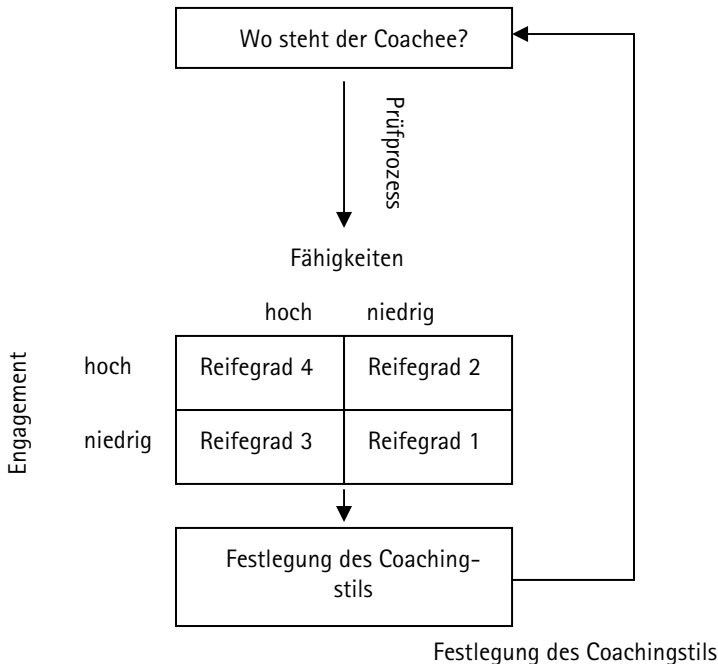 Wo steht der Coachee?
Prüfprozess
Fähigkeiten
hoch niedrig
Engagement
hoch Reifegrad 4 Reifegrad 2
niedrig Reifegrad 3 Reifegrad 1
Festlegung des Coaching-
stils
Festlegung des Coachingstils